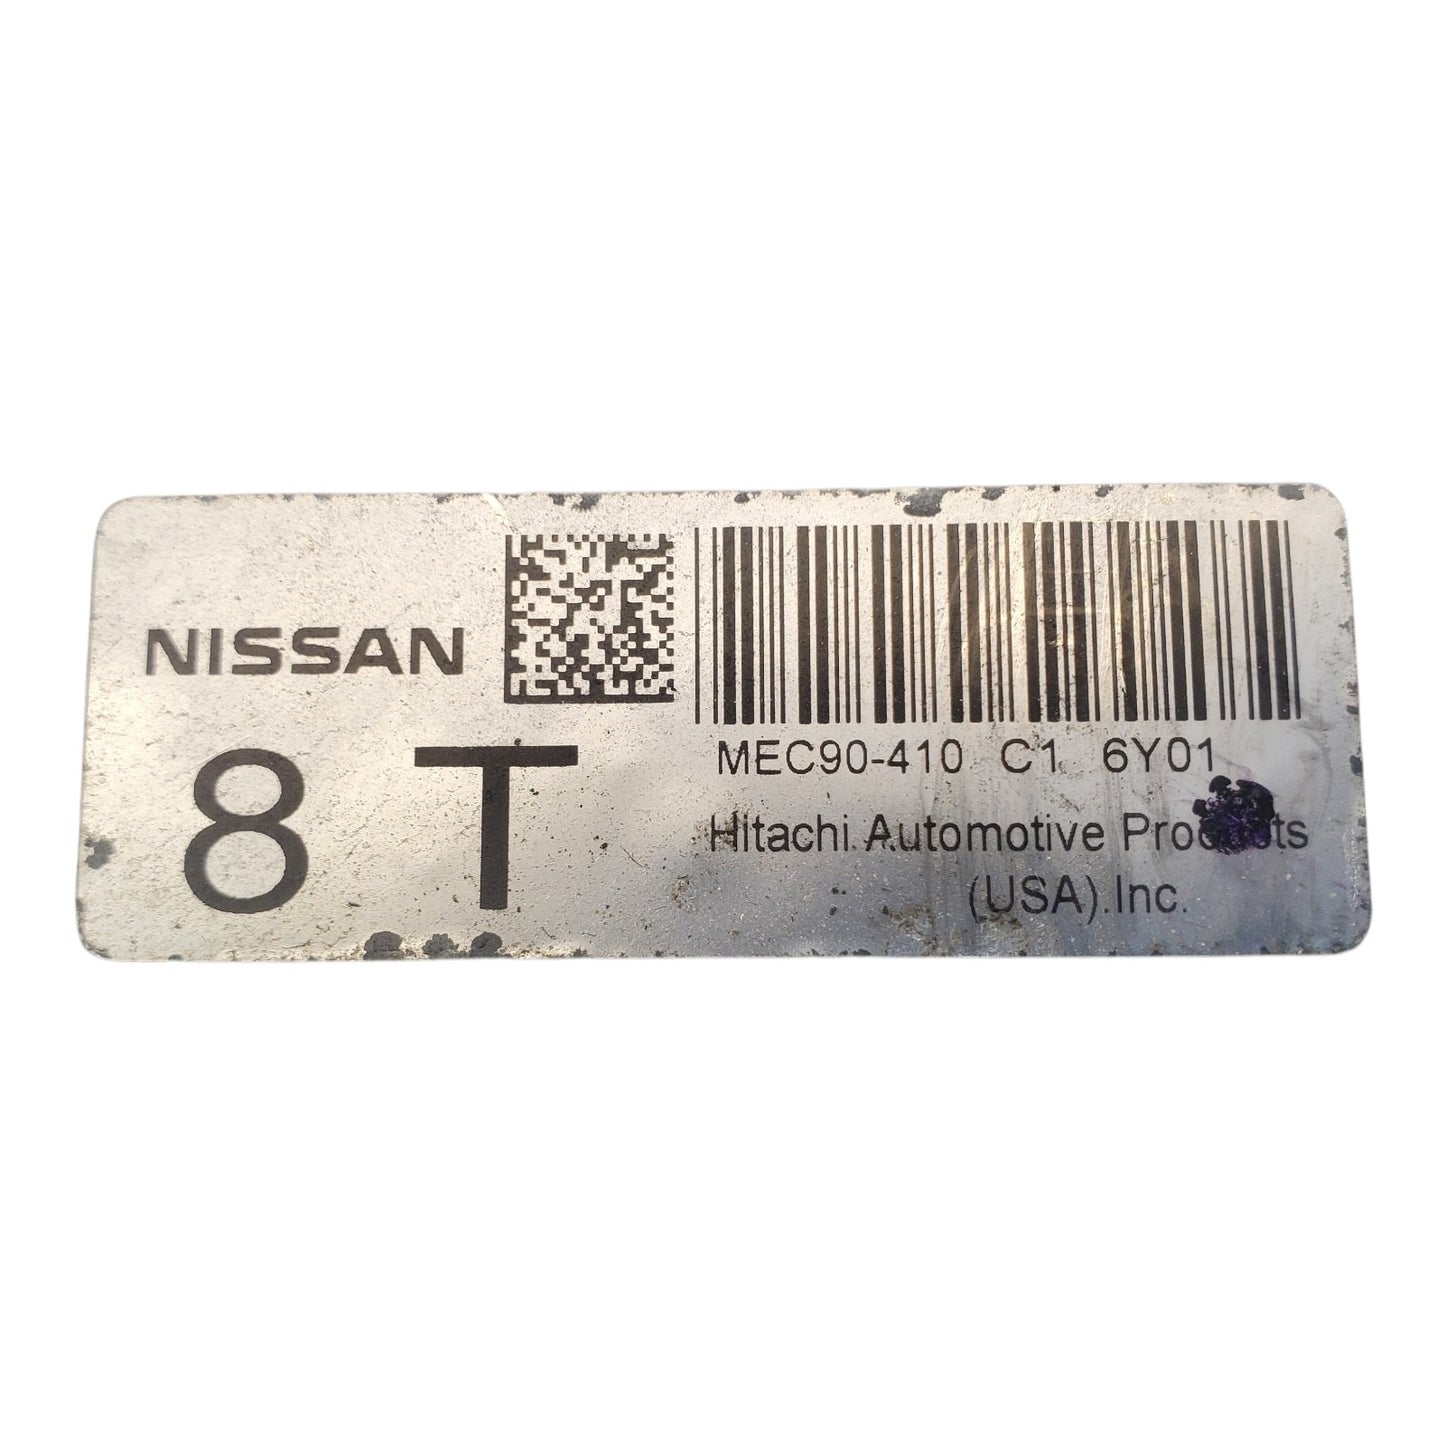 NISSAN
8 T
MEC90-410 C1 6Y01
Hitachi Automotive Products
(USA).Inc.